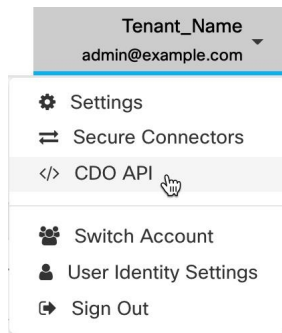 Tenant_Name
admin@example.com
Settings
Secure Connectors
</> CDO API
Switch Account
User Identity Settings
Sign Out